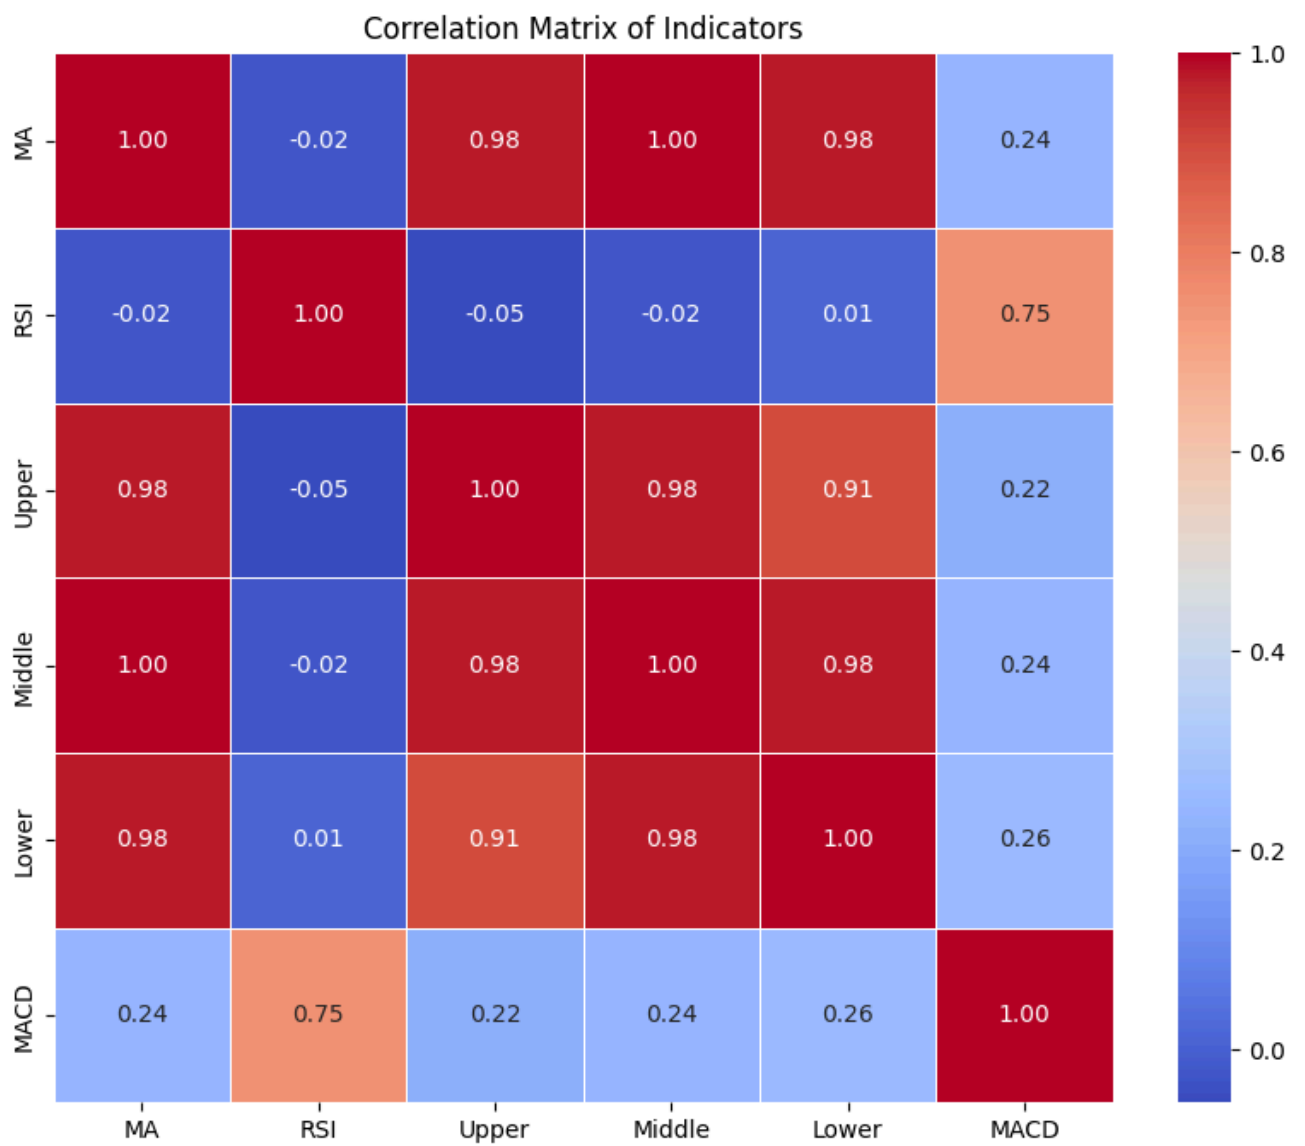 Correlation Matrix of Indicators
MA 1.00 -0.02 0.98 1.00 0.98 0.24
RSI -0.02 1.00 -0.05 -0.02 0.01 0.75
Upper 0.98 -0.05 1.00 0.98 0.91 0.22
Middle 1.00 -0.02 0.98 1.00 0.98 0.24
Lower 0.98 0.01 0.91 0.98 1.00 0.26
MACD 0.24 0.75 0.22 0.24 0.26 1.00
MA RSI Upper Middle Lower MACD
1.0
0.8
0.6
0.4
0.2
0.0